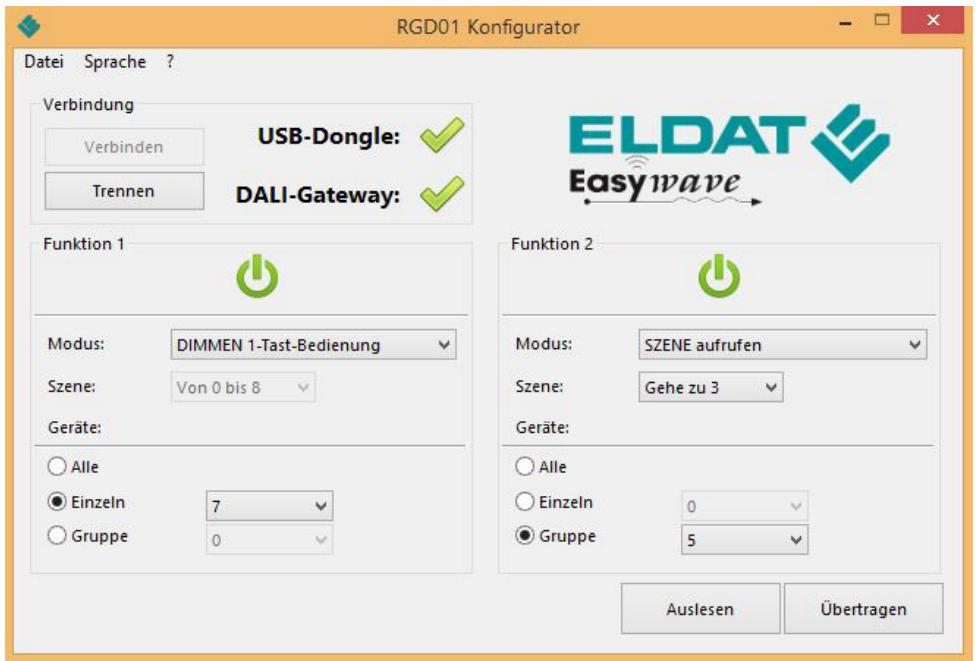 RGD01 Konfigurator
Datei Sprache ?
Verbindung
Verbinden
USB-Dongle:
Trennen
DALI-Gateway:
ELDAT
Easywave
Funktion 1
Modus: DIMMEN 1-Tast-Bedienung
Szene: Von 0 bis 8
Geräte:
Alle
Einzeln 7
Gruppe 0
Funktion 2
Modus: SZENE aufrufen
Szene: Gehe zu 3
Geräte:
Alle
Einzeln 0
Gruppe 5
Auslesen Übertragen